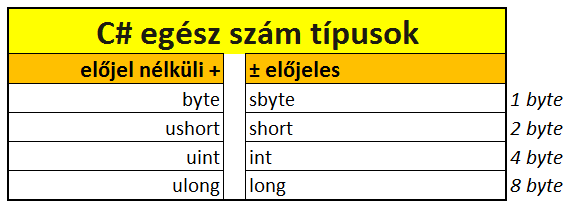 C# egész szám típusok
előjel nélküli + ± előjeles
byte sbyte 1 byte
ushort short 2 byte
uint int 4 byte
ulong long 8 byte